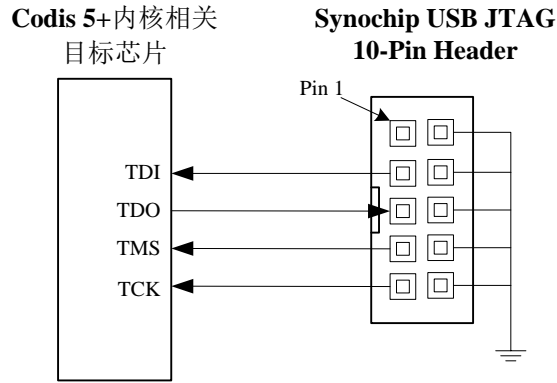 Codis 5+内核相关
目标芯片
Synochip USB JTAG
10-Pin Header
Pin 1
TDI
TDO
TMS
TCK